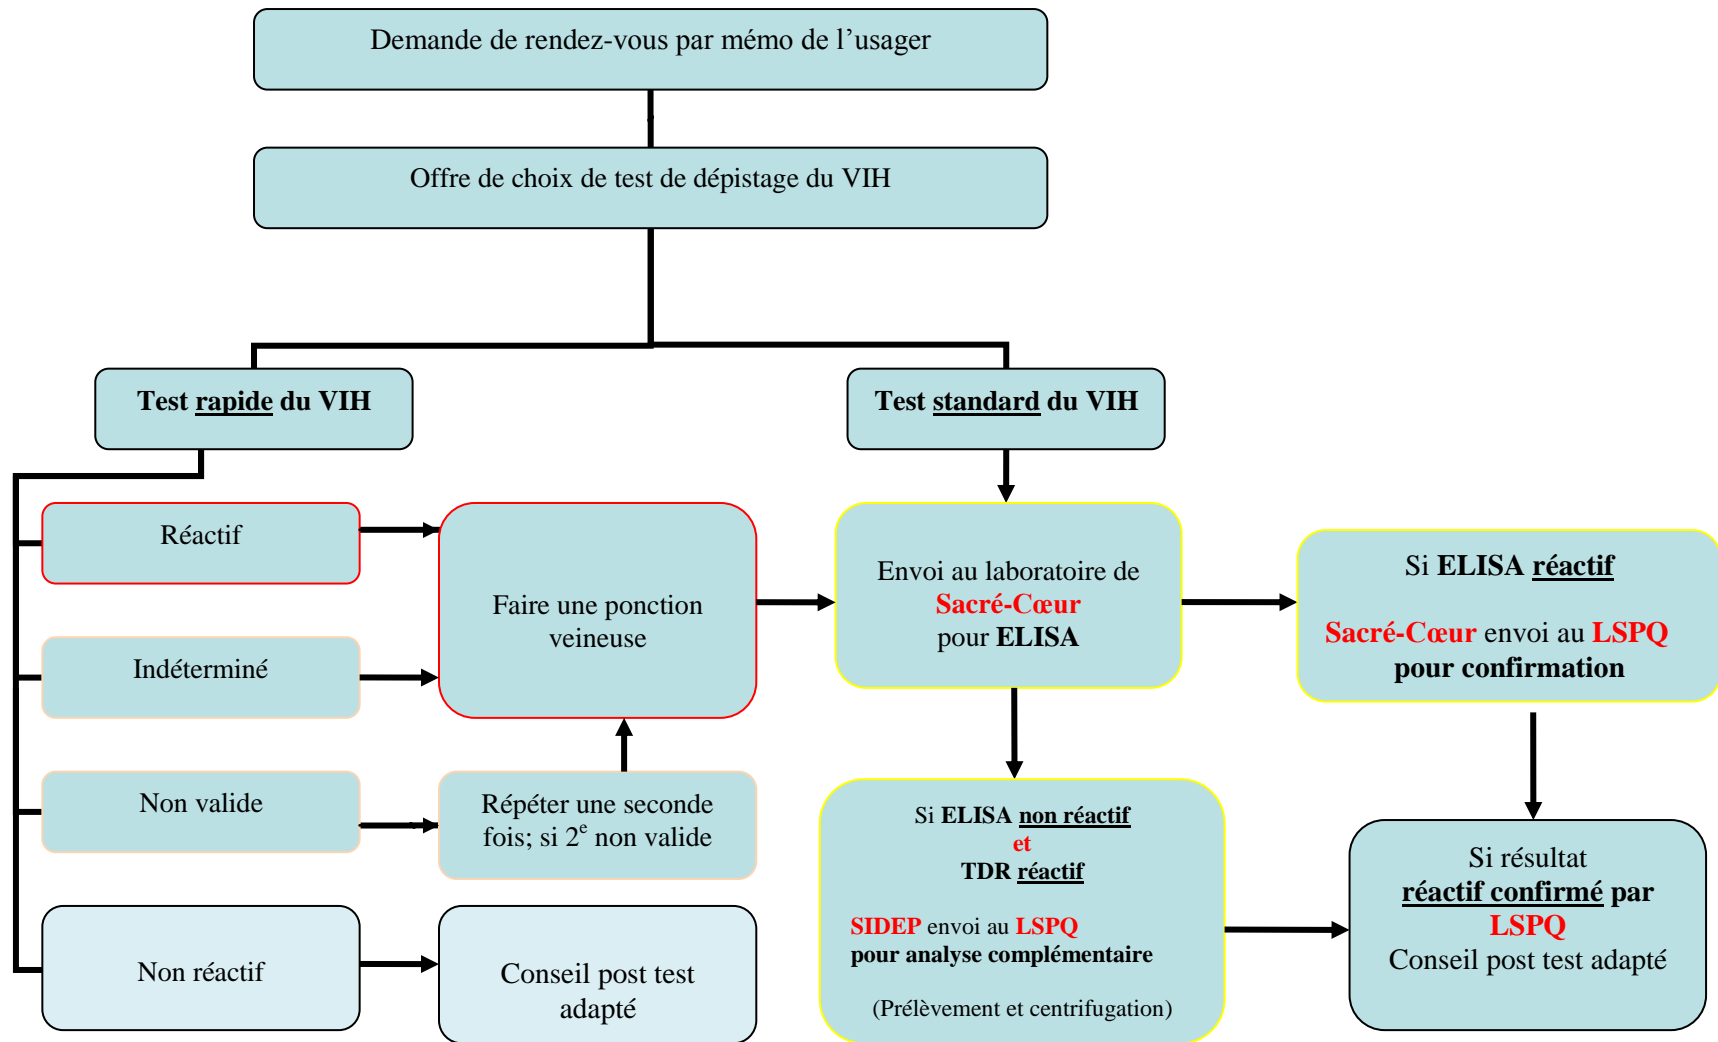 Demande de rendez-vous par mémo de l’usager
Offre de choix de test de dépistage du VIH
Test rapide du VIH
Test standard du VIH
Réactif
Indéterminé
Non valide
Non réactif
Faire une ponction
veineuse
Répéter une seconde
fois; si 2e non valide
Conseil post test
adapté
Envoi au laboratoire de
Sacré-Cœur
pour ELISA
Si ELISA réactif
Sacré-Cœur envoi au LSPQ
pour confirmation
Si ELISA non réactif
et
TDR réactif
SIDEP envoi au LSPQ
pour analyse complémentaire
(Prélèvement et centrifugation)
Si résultat
réactif confirmé par
LSPQ
Conseil post test adapté